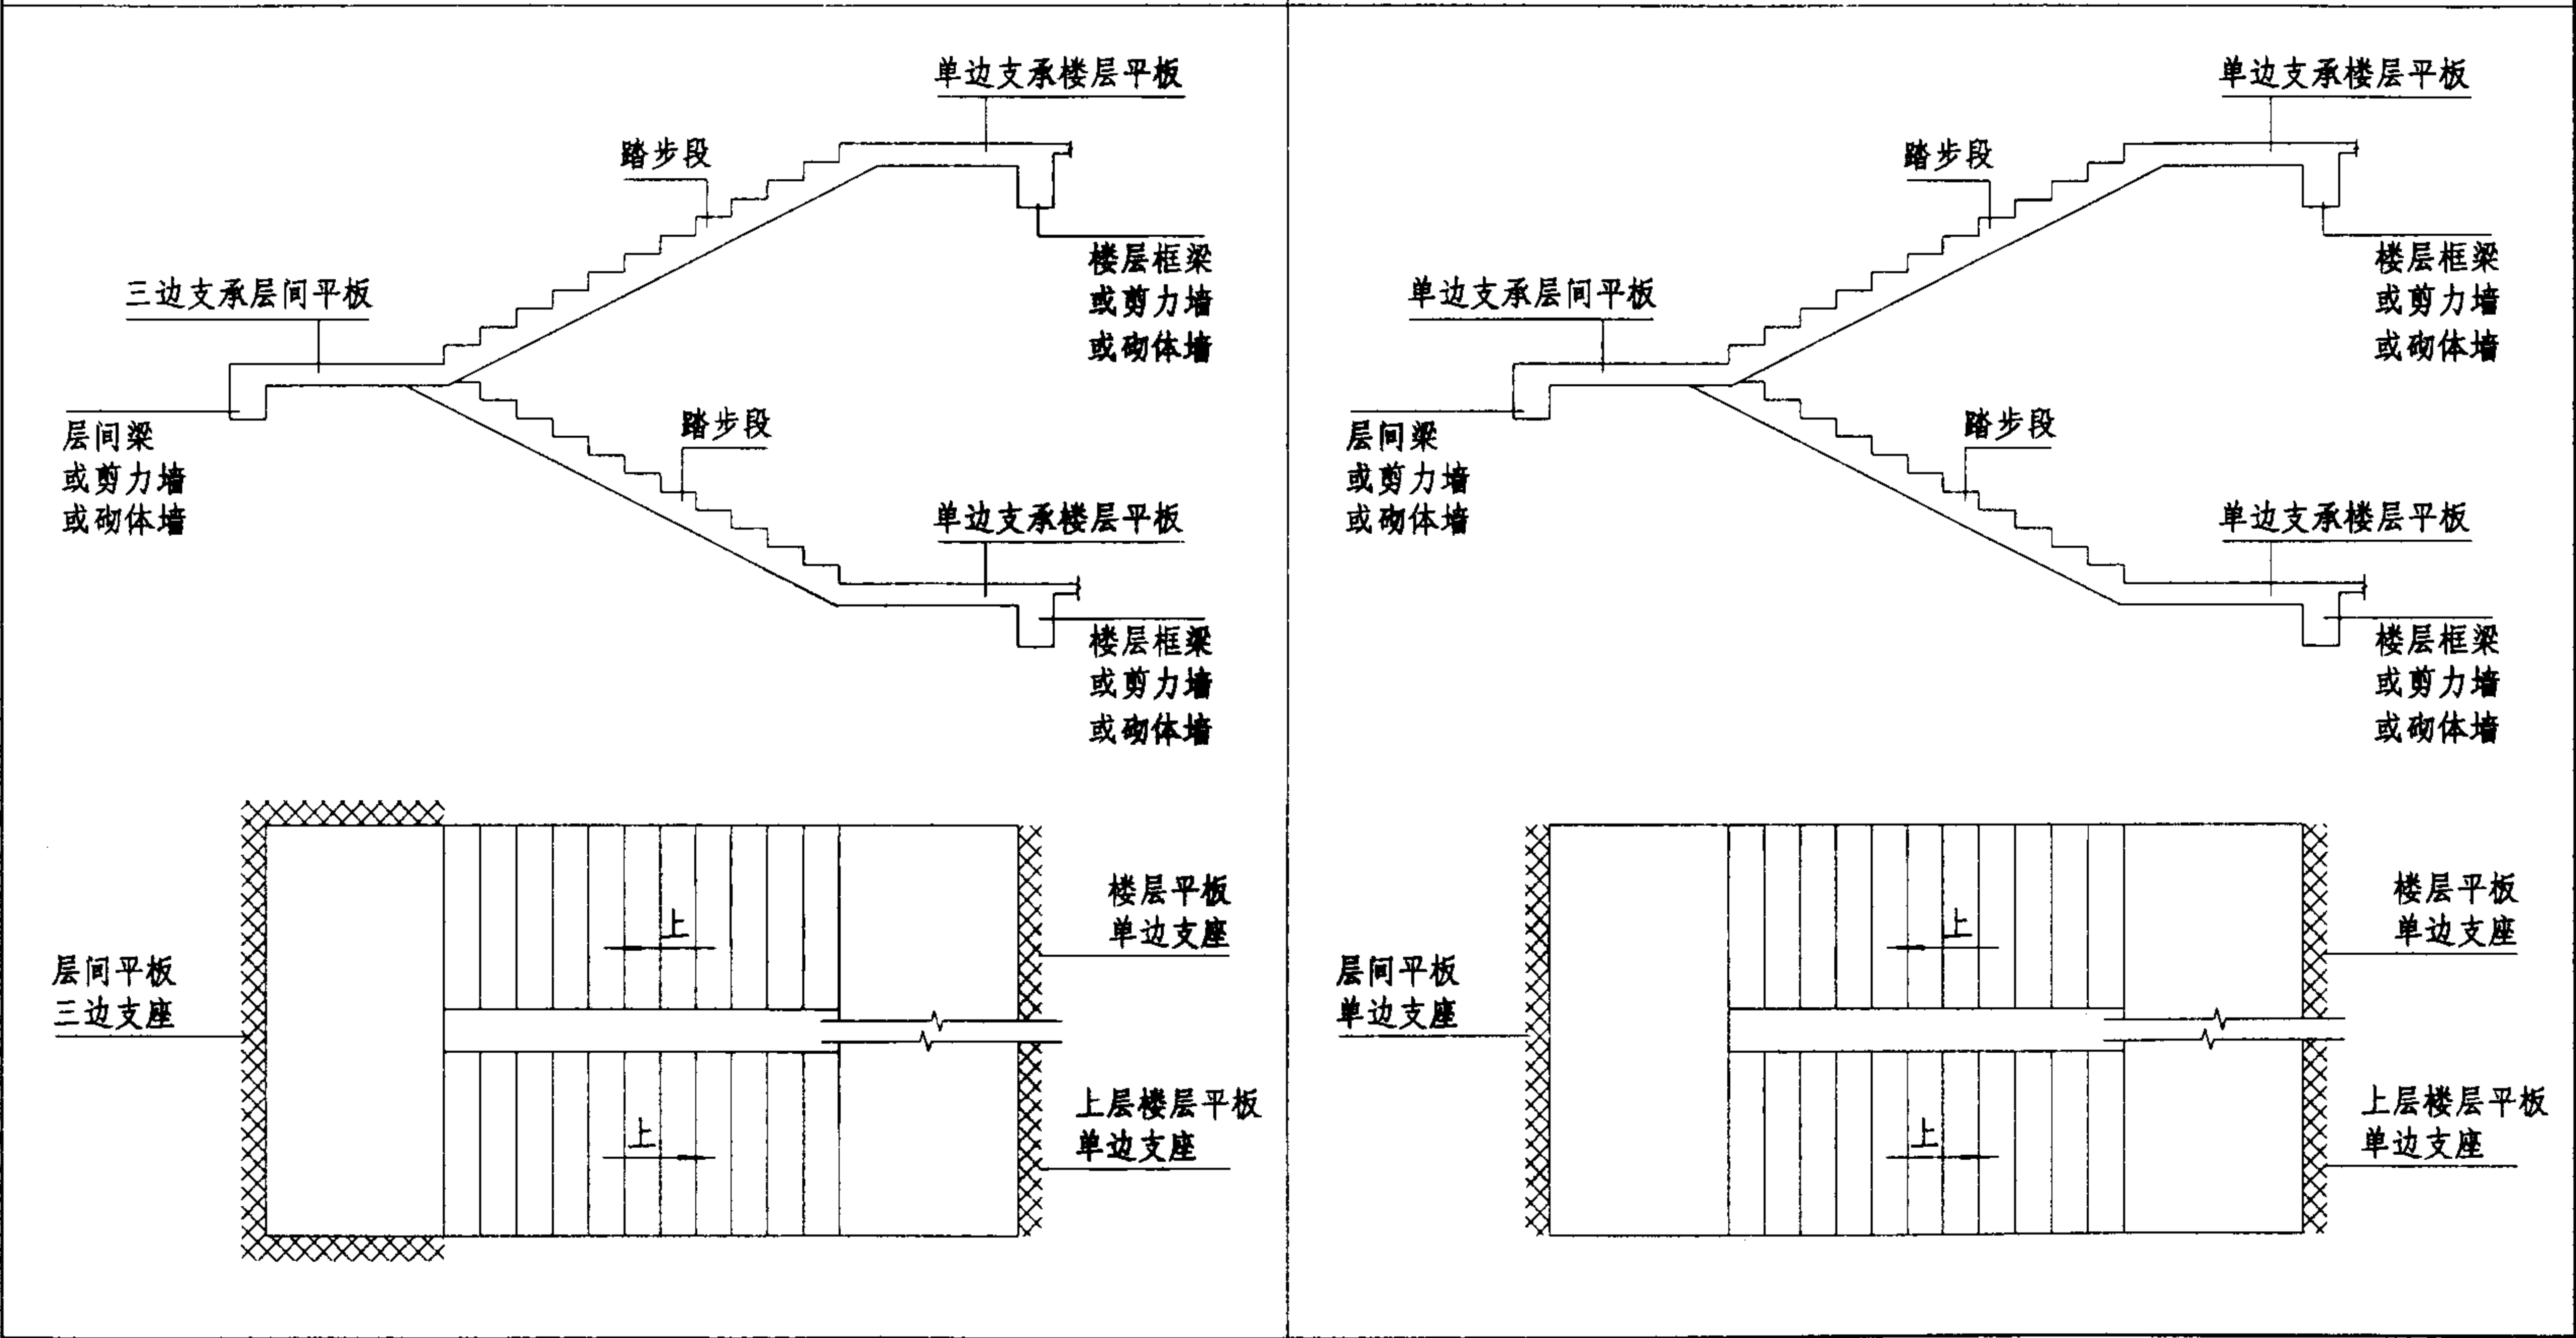 单边支承楼层平板
踏步段
楼层框梁
或剪力墙
或砌体墙
三边支承层间平板
层间梁
或剪力墙
或砌体墙
踏步段
单边支承楼层平板
楼层框梁
或剪力墙
或砌体墙
楼层平板
单边支座
上
层间平板
三边支座
上层楼层平板
单边支座
上
单边支承楼层平板
踏步段
楼层框梁
或剪力墙
或砌体墙
单边支承层间平板
层间梁
或剪力墙
或砌体墙
踏步段
单边支承楼层平板
楼层框梁
或剪力墙
或砌体墙
楼层平板
单边支座
上
层间平板
单边支座
上层楼层平板
单边支座
上